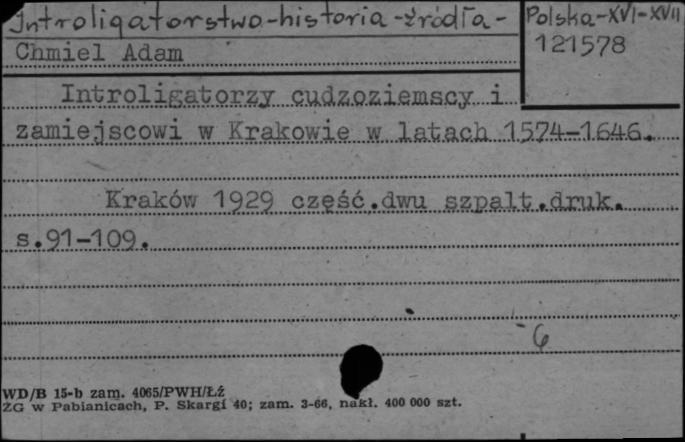 Introligatorstwo-historia-źródła-Polska-XVI-XVII
Chmiel Adam
121578
Introligatorzy cudzoziemscy i
zamiejscowi w Krakowie w latach 1574-1646.
Kraków 1929 część.dwu szpalt.druk.
s.91-109.
6
WD/B 15-b zam. 4065/PWH/Łź
ZG w Pabianicach, P. Skargi 40; zam. 3-66, nakł. 400 000 szt.